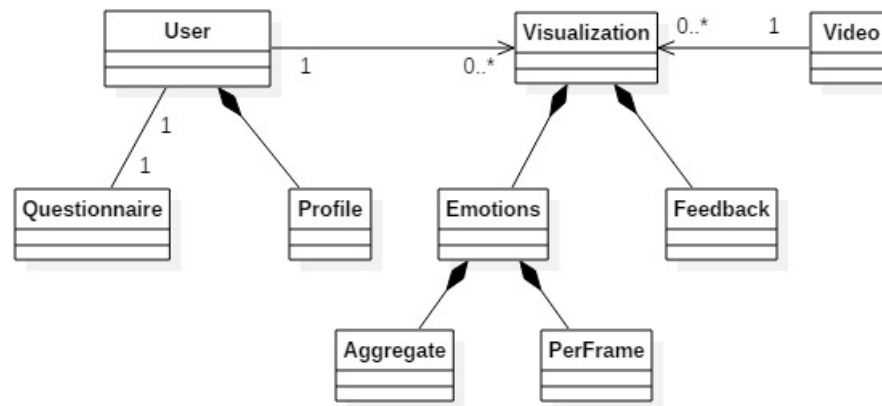 User
Visualization
Video
1
0..*
0..*
1
1
1
Questionnaire
Profile
Emotions
Feedback
Aggregate
PerFrame